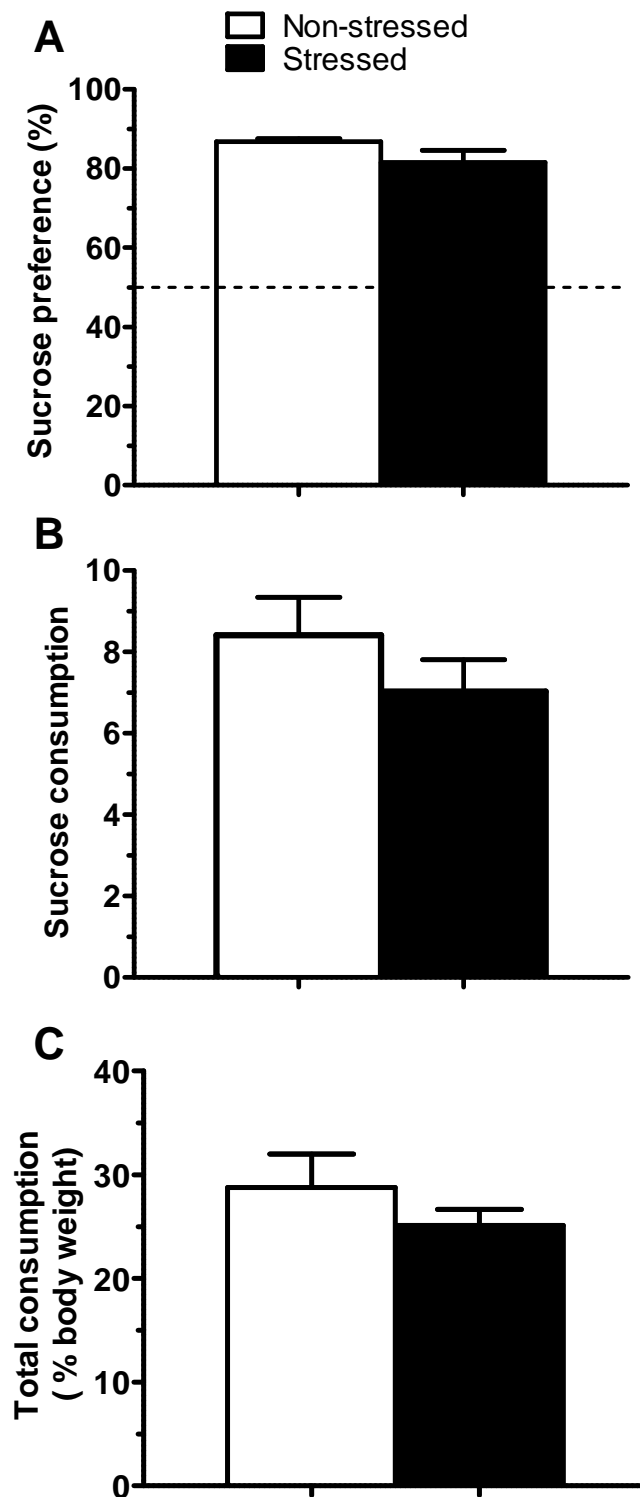 A
Non-stressed
Stressed
Sucrose preference (%)
100
80
60
40
20
0
B
Sucrose consumption
10
8
6
4
2
0
C
Total consumption
( % body weight)
40
30
20
10
0